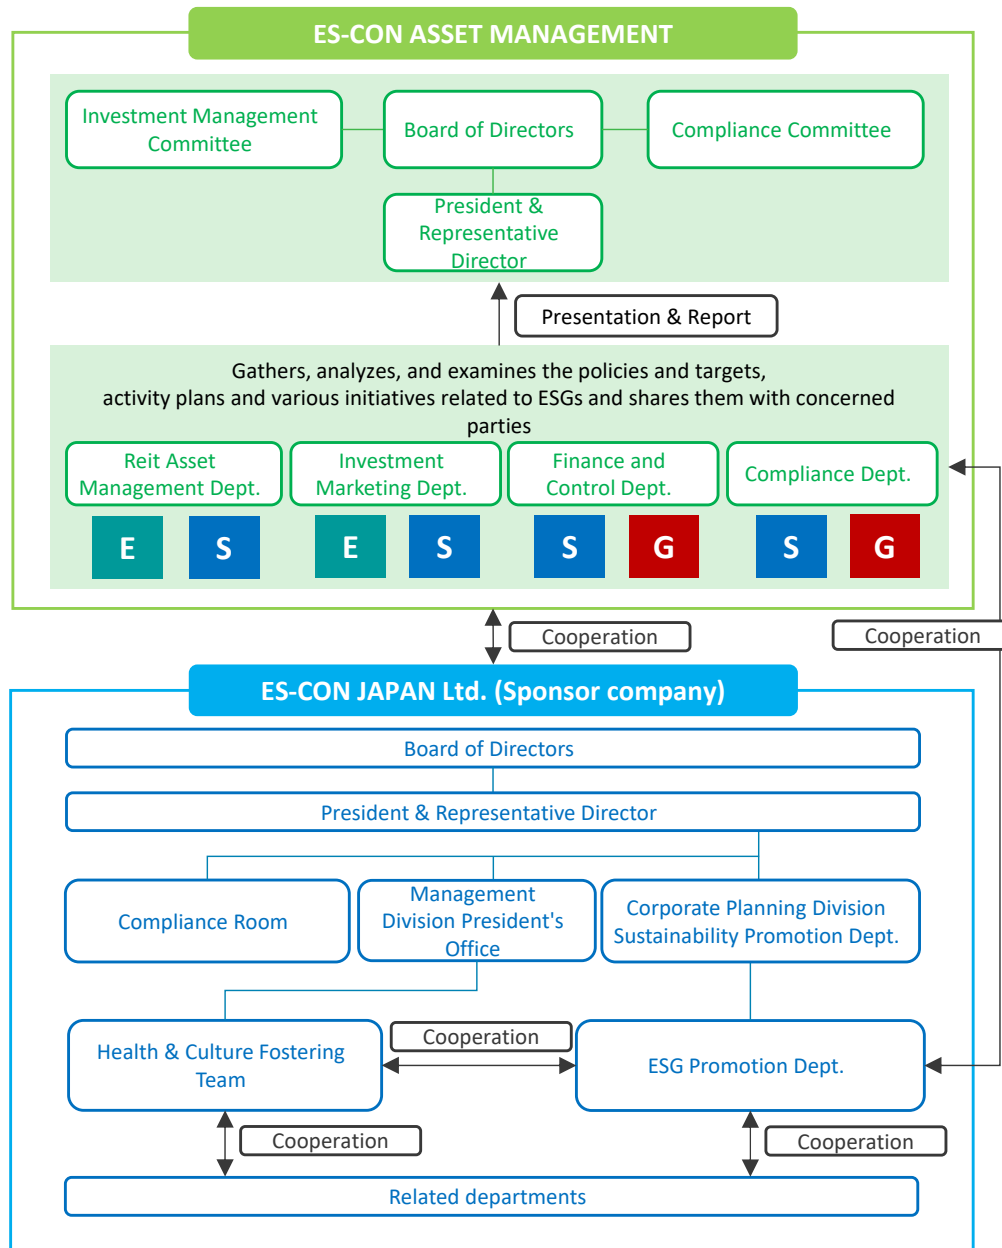 ES-CON ASSET MANAGEMENT
Investment Management
Committee
Board of Directors
Compliance Committee
President &
Representative
Director
Presentation & Report
Gathers, analyzes, and examines the policies and targets,
activity plans and various initiatives related to ESGs and shares them with concerned
parties
Reit Asset
Management Dept.
Investment
Marketing Dept.
Finance and
Control Dept.
Compliance Dept.
E S E S S G S G
Cooperation
Cooperation
ES-CON JAPAN Ltd. (Sponsor company)
Board of Directors
President & Representative Director
Compliance Room
Management
Division President's
Office
Corporate Planning Division
Sustainability Promotion Dept.
Health & Culture Fostering
Team
Cooperation
ESG Promotion Dept.
Cooperation
Cooperation
Related departments